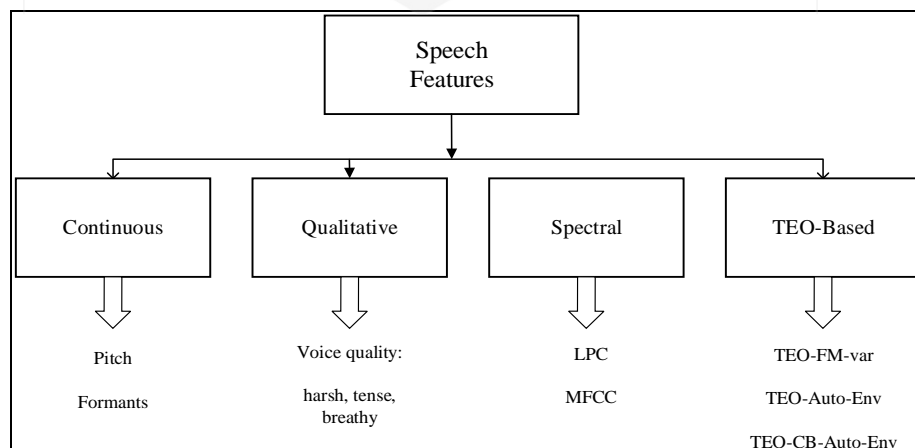 Speech
Features
Continuous
Qualitative
Spectral
TEO-Based
Pitch
Formants
Voice quality:
harsh, tense,
breathy
LPC
MFCC
TEO-FM-var
TEO-Auto-Env
TEO-CB-Auto-Env